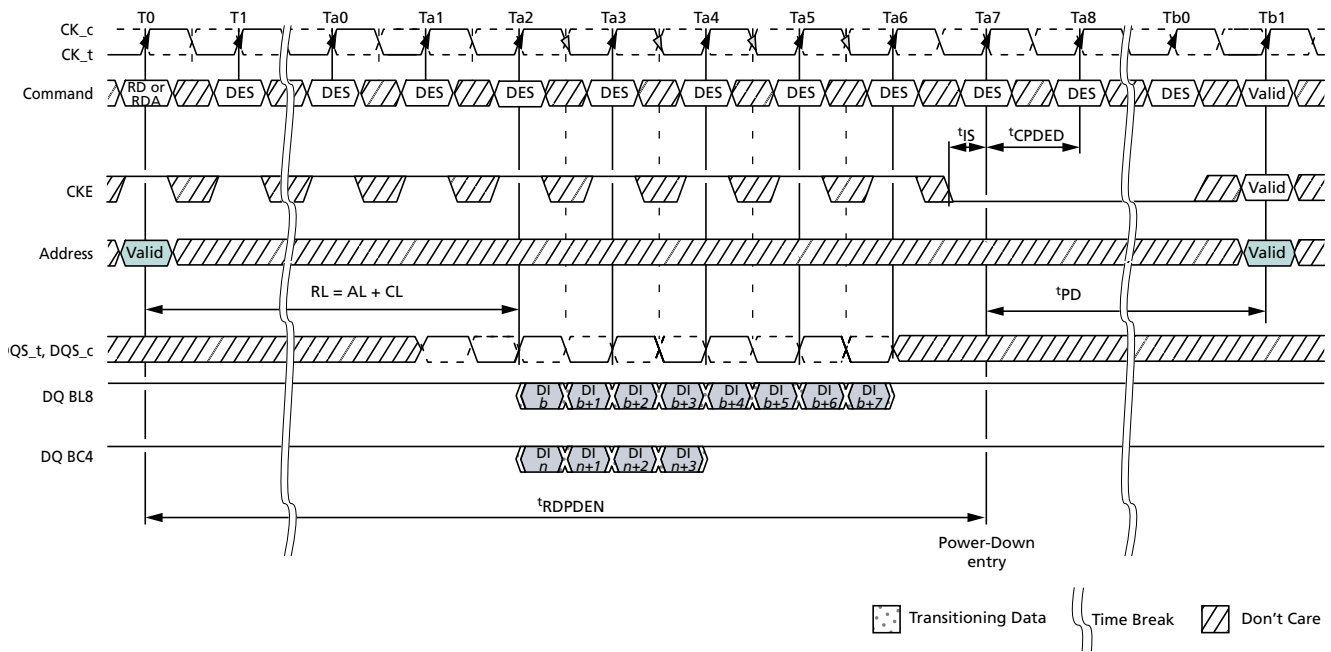 T0 T1 Ta0 Ta1 Ta2 Ta3 Ta4 Ta5 Ta6 Ta7 Ta8 Tb0 Tb1
CK_c
CK_t
Command RD or RDA DES DES DES DES DES DES DES DES DES DES DES Valid
tIS tCPDED
CKE Valid
Address Valid Valid
RL = AL + CL
tPD
QS_t, DQS_c
DQ BL8 DI b DI b+1 DI b+2 DI b+3 DI b+4 DI b+5 DI b+6 DI b+7
DQ BC4 DI n DI n+1 DI n+2 DI n+3
tRDPDEN
Power-Down
entry
Transitioning Data Time Break Don't Care